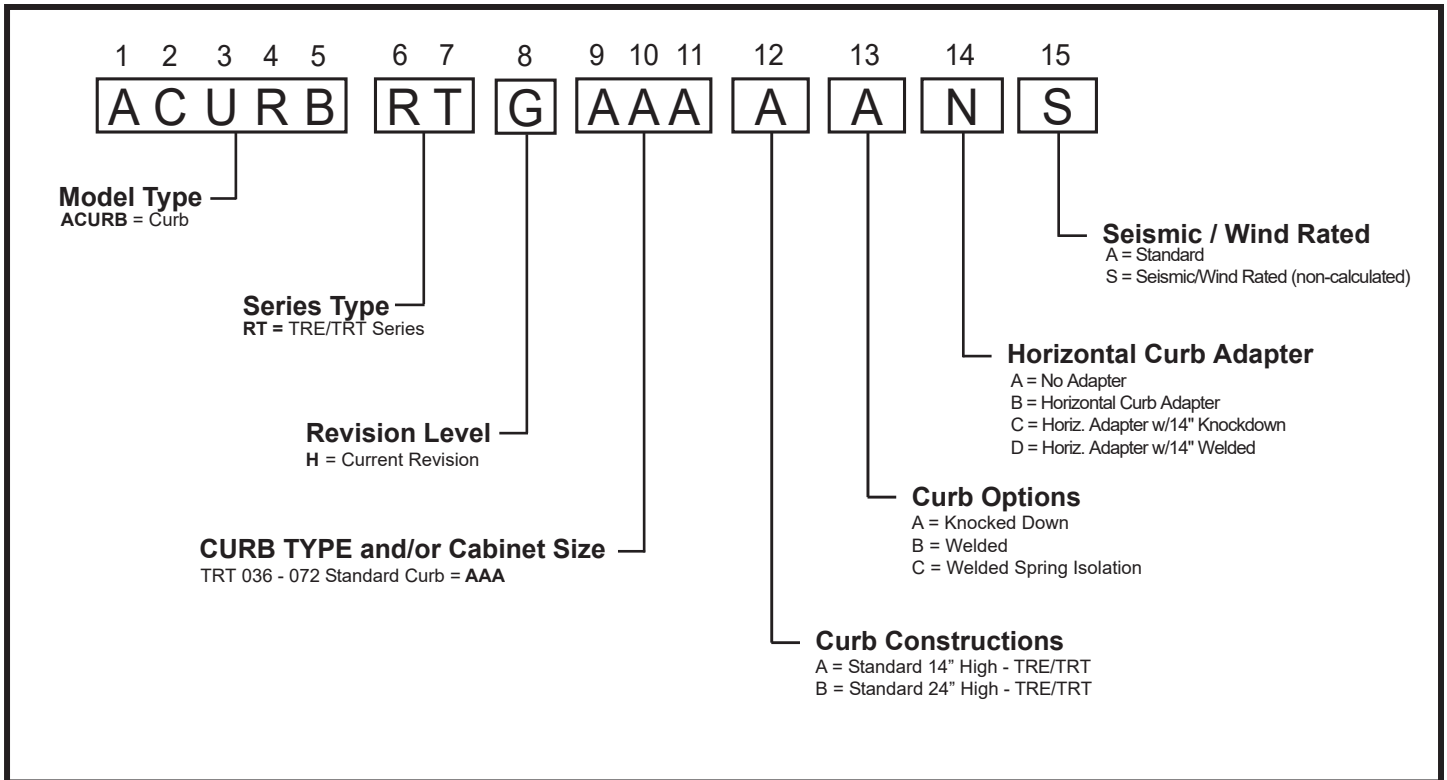 1 2 3 4 5 6 7 8 9 10 11 12 13 14 15
A C U R B R T G A A A A A N S
Model Type
ACURB = Curb
Seismic / Wind Rated
A = Standard
S = Seismic/Wind Rated (non-calculated)
Series Type
RT = TRE/TRT Series
Horizontal Curb Adapter
A = No Adapter
B = Horizontal Curb Adapter
C = Horiz. Adapter w/14" Knockdown
D = Horiz. Adapter w/14" Welded
Revision Level
H = Current Revision
Curb Options
A = Knocked Down
B = Welded
C = Welded Spring Isolation
CURB TYPE and/or Cabinet Size
TRT 036 - 072 Standard Curb = AAA
Curb Constructions
A = Standard 14” High - TRE/TRT
B = Standard 24” High - TRE/TRT